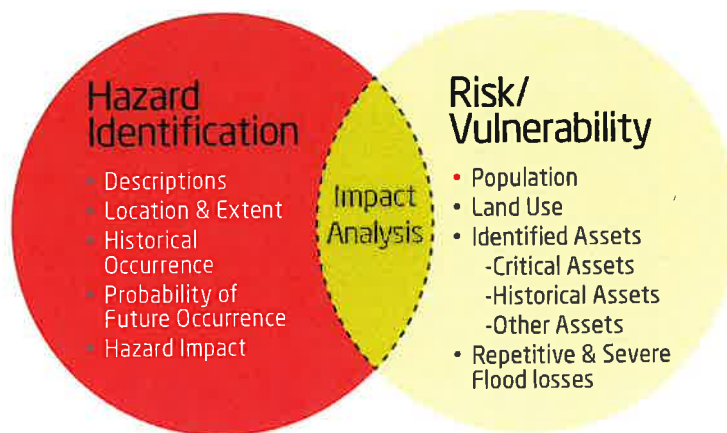 Hazard
Identification
• Descriptions
• Location & Extent
• Historical
Occurrence
• Probability of
Future Occurrence
• Hazard Impact
Impact
Analysis
Risk/
Vulnerability
• Population
• Land Use
• Identified Assets
-Critical Assets
-Historical Assets
-Other Assets
• Repetitive & Severe
Flood losses